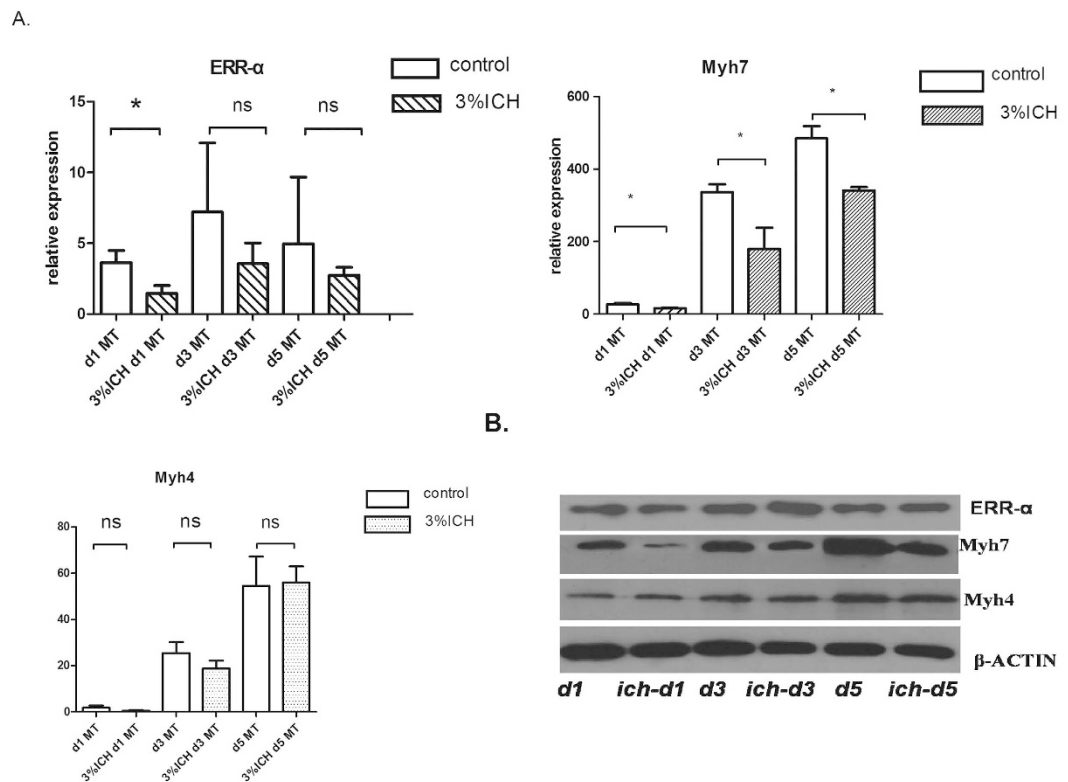 A.
ERR-α
control
3%ICH
*
ns
ns
relative expression
15
10
5
0
d1 MT
3%ICH d1 MT
d3 MT
3%ICH d3 MT
d5 MT
3%ICH d5 MT
Myh7
control
3%ICH
*
*
*
relative expression
600
400
200
0
d1 MT
3%ICH d1 MT
d3 MT
3%ICH d3 MT
d5 MT
3%ICH d5 MT
Myh4
control
3%ICH
ns
ns
ns
80
60
40
20
0
d1 MT
3%ICH d1 MT
d3 MT
3%ICH d3 MT
d5 MT
3%ICH d5 MT
B.
ERR-α
Myh7
Myh4
β-ACTIN
d1 ich-d1 d3 ich-d3 d5 ich-d5